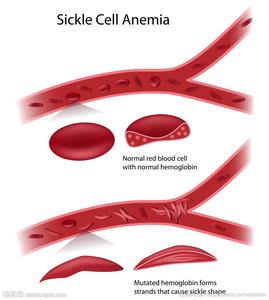 Sickle Cell Anemia
Normal red blood cell
with normal hemoglobin
Mutated hemoglobin forms
strands that cause sickle shape